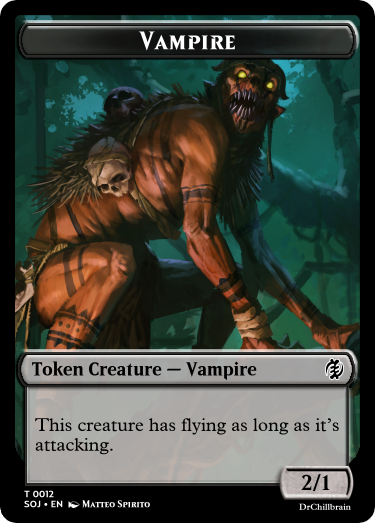 VAMPIRE
Token Creature — Vampire
This creature has flying as long as it's
attacking.
2/1
T 0012
SOJ • EN MATTEO SPIRITO
DrChillbrain